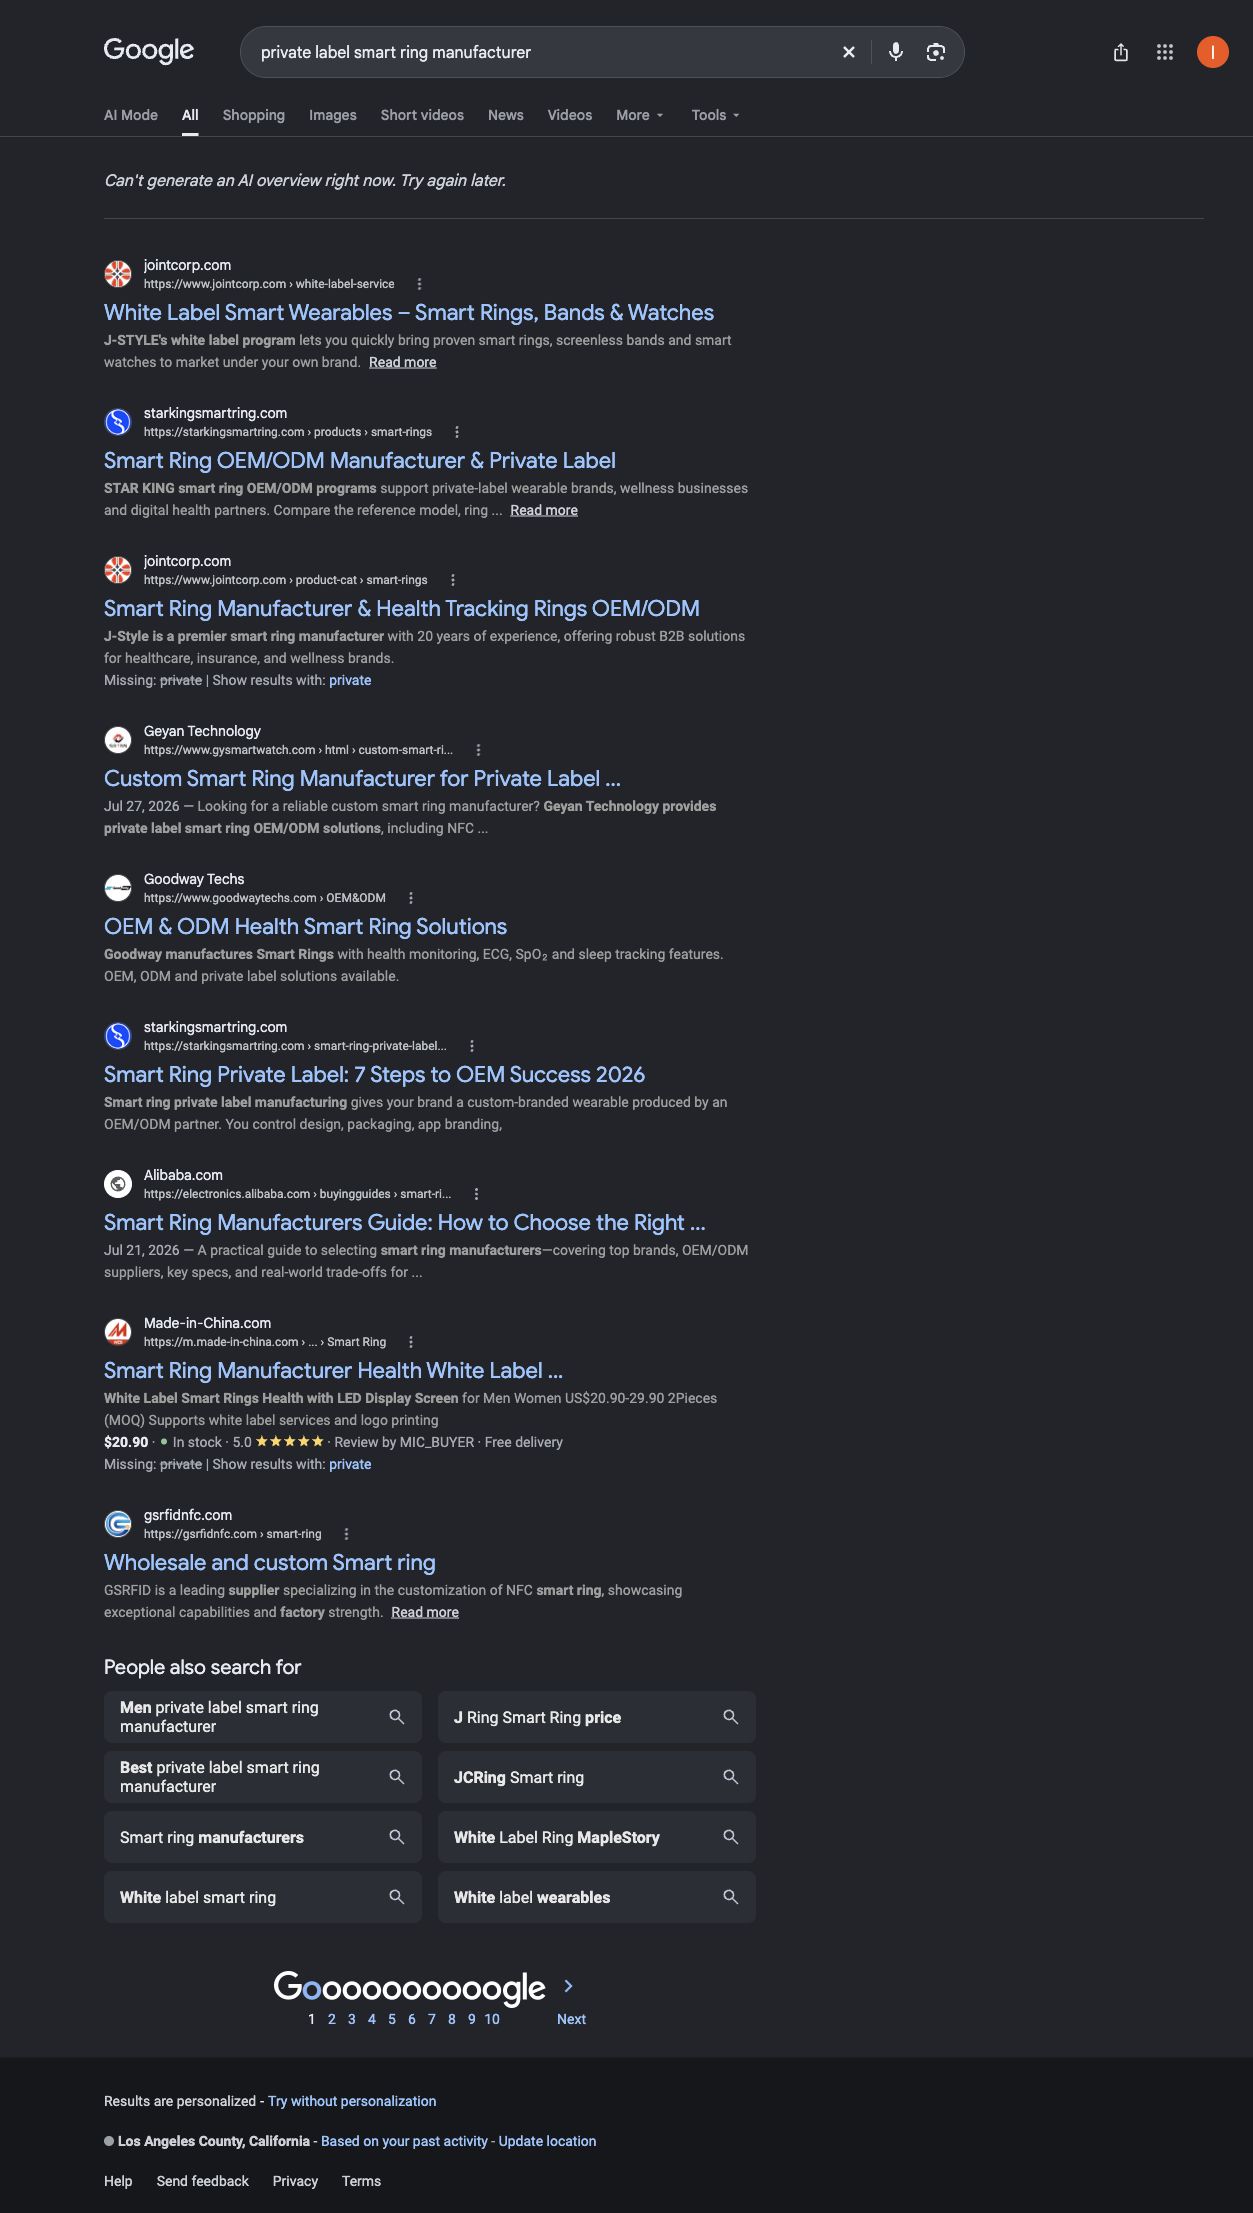 Google
private label smart ring manufacturer
I
AI Mode All Shopping Images Short videos News Videos More Tools
Can't generate an AI overview right now. Try again later.
jointcorp.com
https://www.jointcorp.com › white-label-service
White Label Smart Wearables – Smart Rings, Bands & Watches
J-STYLE's white label program lets you quickly bring proven smart rings, screenless bands and smart
watches to market under your own brand. Read more
starkingsmartring.com
https://starkingsmartring.com › products › smart-rings
Smart Ring OEM/ODM Manufacturer & Private Label
STAR KING smart ring OEM/ODM programs support private-label wearable brands, wellness businesses
and digital health partners. Compare the reference model, ring ... Read more
jointcorp.com
https://www.jointcorp.com › product-cat › smart-rings
Smart Ring Manufacturer & Health Tracking Rings OEM/ODM
J-Style is a premier smart ring manufacturer with 20 years of experience, offering robust B2B solutions
for healthcare, insurance, and wellness brands.
Missing: private | Show results with: private
Geyan Technology
https://www.gysmartwatch.com › html › custom-smart-ri...
Custom Smart Ring Manufacturer for Private Label ...
Jul 27, 2026 — Looking for a reliable custom smart ring manufacturer? Geyan Technology provides
private label smart ring OEM/ODM solutions, including NFC ...
Goodway Techs
https://www.goodwaytechs.com › OEM&ODM
OEM & ODM Health Smart Ring Solutions
Goodway manufactures Smart Rings with health monitoring, ECG, SpO₂ and sleep tracking features.
OEM, ODM and private label solutions available.
starkingsmartring.com
https://starkingsmartring.com › smart-ring-private-label...
Smart Ring Private Label: 7 Steps to OEM Success 2026
Smart ring private label manufacturing gives your brand a custom-branded wearable produced by an
OEM/ODM partner. You control design, packaging, app branding,
Alibaba.com
https://electronics.alibaba.com › buyingguides › smart-ri...
Smart Ring Manufacturers Guide: How to Choose the Right ...
Jul 21, 2026 — A practical guide to selecting smart ring manufacturers—covering top brands, OEM/ODM
suppliers, key specs, and real-world trade-offs for ...
Made-in-China.com
https://m.made-in-china.com › ... › Smart Ring
Smart Ring Manufacturer Health White Label ...
White Label Smart Rings Health with LED Display Screen for Men Women US$20.90-29.90 2Pieces
(MOQ) Supports white label services and logo printing
$20.90 · In stock · 5.0 ★★★★★ · Review by MIC_BUYER · Free delivery
Missing: private | Show results with: private
gsrfidnfc.com
https://gsrfidnfc.com › smart-ring
Wholesale and custom Smart ring
GSRFID is a leading supplier specializing in the customization of NFC smart ring, showcasing
exceptional capabilities and factory strength. Read more
People also search for
Men private label smart ring
manufacturer
J Ring Smart Ring price
Best private label smart ring
manufacturer
JCRing Smart ring
Smart ring manufacturers
White Label Ring MapleStory
White label smart ring
White label wearables
Goooooooooogle
1 2 3 4 5 6 7 8 9 10 Next
Results are personalized - Try without personalization
Los Angeles County, California - Based on your past activity - Update location
Help Send feedback Privacy Terms